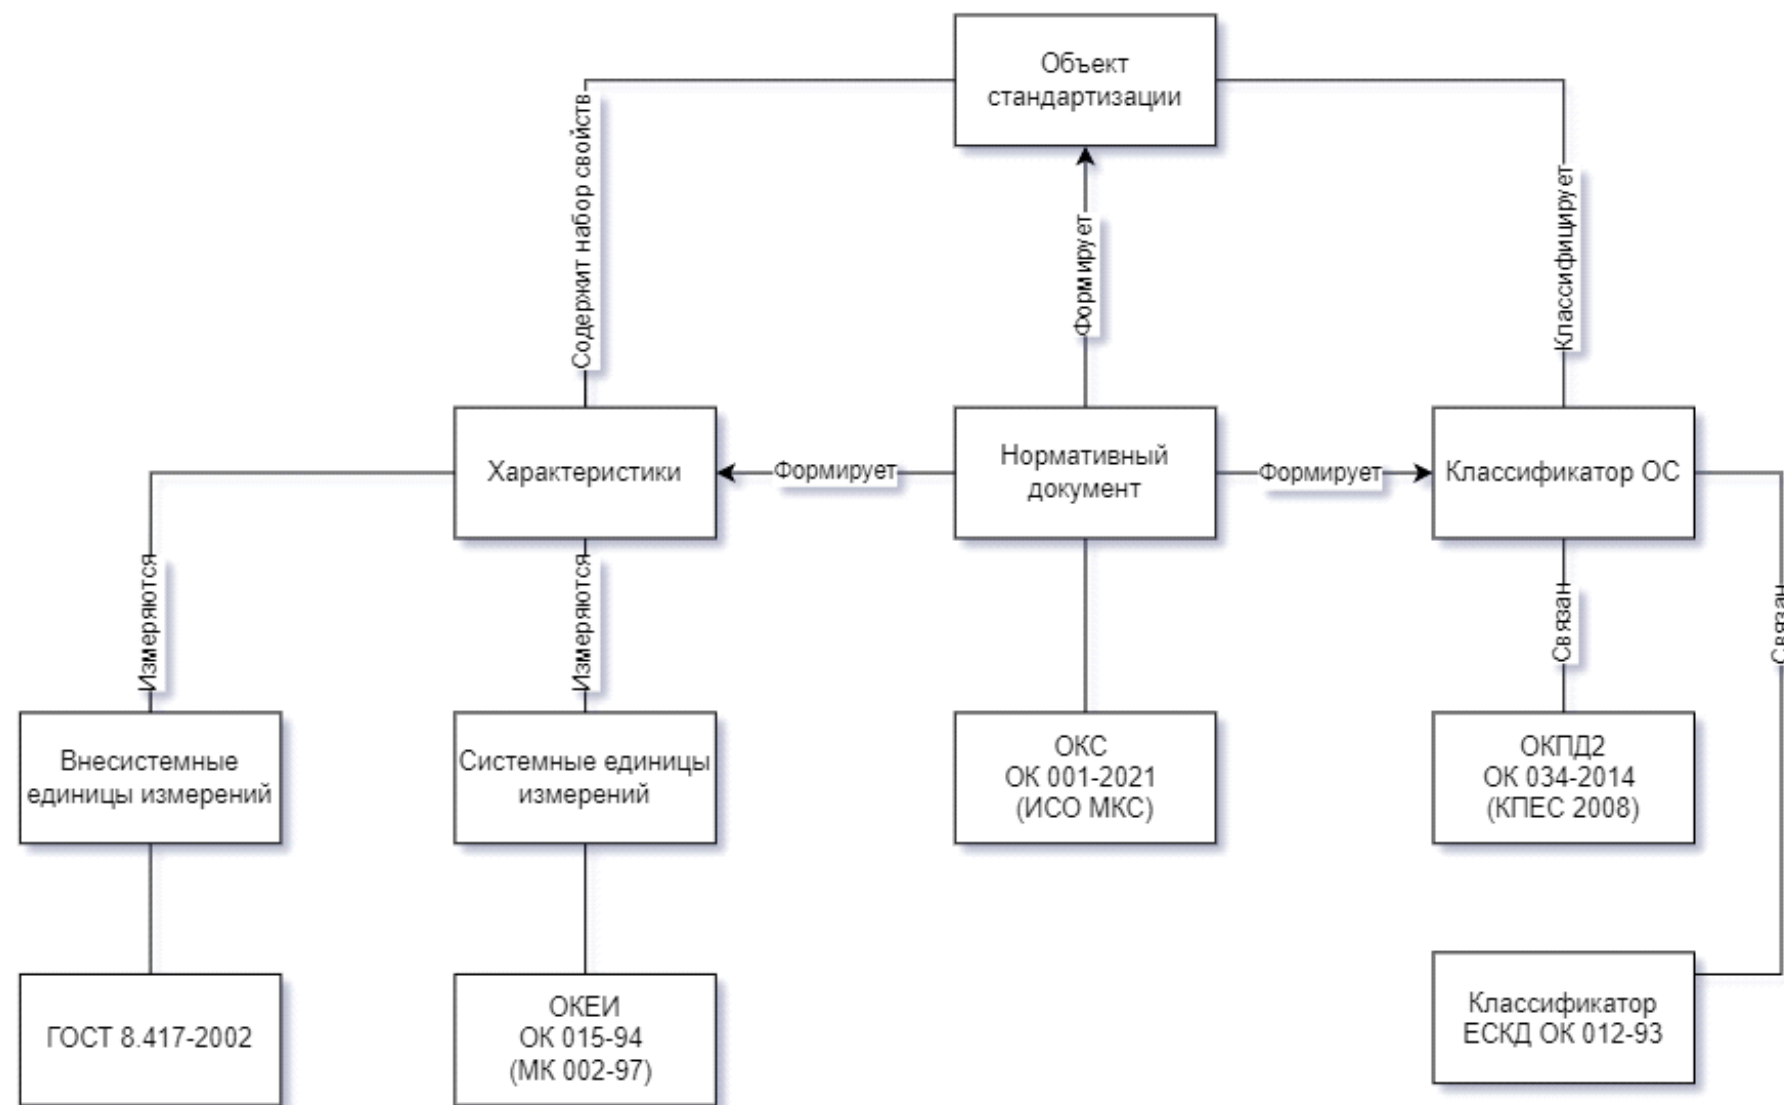 Объект
стандартизации
Содержит набор свойств
Формирует
Классифицирует
Характеристики
Формирует
Нормативный
документ
Формирует
Классификатор ОС
Измеряются
Измеряются
Связан
Связан
Внесистемные
единицы измерений
Системные единицы
измерений
ОКС
ОК 001-2021
(ИСО МКС)
ОКПД2
ОК 034-2014
(КПЕС 2008)
ГОСТ 8.417-2002
ОКЕИ
ОК 015-94
(МК 002-97)
Классификатор
ЕСКД ОК 012-93